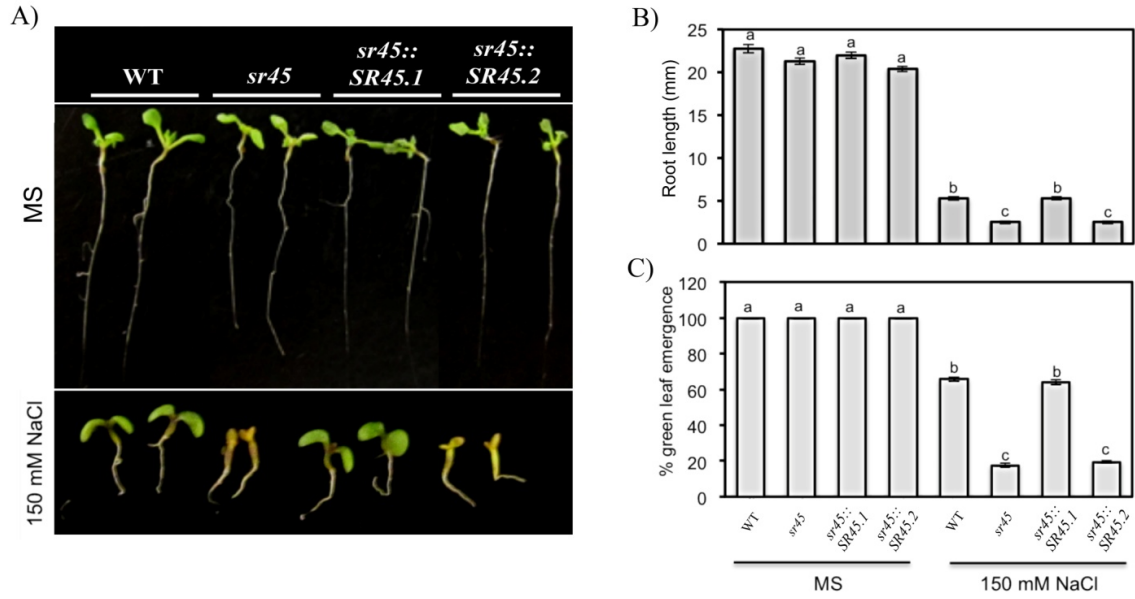 A)
WT
sr45
sr45::
SR45.1
sr45::
SR45.2
MS
150 mM NaCl
B)
Root length (mm)
25
20
15
10
5
0
a
a
a
a
b
c
b
c
C)
% green leaf emergence
120
100
80
60
40
20
0
a
a
a
a
b
c
b
c
WT
sr45
sr45::
SR45.1
sr45::
SR45.2
WT
sr45
sr45::
SR45.1
sr45::
SR45.2
MS
150 mM NaCl